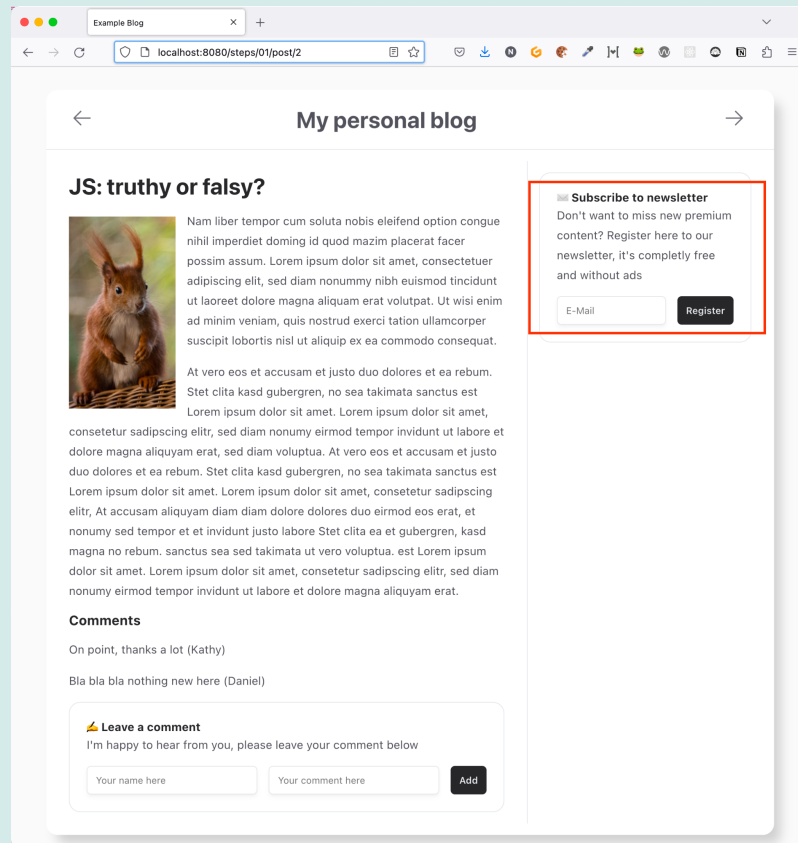 Example Blog
localhost:8080/steps/01/post/2
My personal blog
JS: truthy or falsy?
Nam liber tempor cum soluta nobis eleifend option congue
nihil imperdiet doming id quod mazim placerat facer
possim assum. Lorem ipsum dolor sit amet, consectetuer
adipiscing elit, sed diam nonummy nibh euismod tincidunt
ut laoreet dolore magna aliquam erat volutpat. Ut wisi enim
ad minim veniam, quis nostrud exerci tation ullamcorper
suscipit lobortis nisl ut aliquip ex ea commodo consequat.
At vero eos et accusam et justo duo dolores et ea rebum.
Stet clita kasd gubergren, no sea takimata sanctus est
Lorem ipsum dolor sit amet. Lorem ipsum dolor sit amet,
consetetur sadipscing elitr, sed diam nonumy eirmod tempor invidunt ut labore et
dolore magna aliquyam erat, sed diam voluptua. At vero eos et accusam et justo
duo dolores et ea rebum. Stet clita kasd gubergren, no sea takimata sanctus est
Lorem ipsum dolor sit amet. Lorem ipsum dolor sit amet, consetetur sadipscing
elitr, At accusam aliquyam diam diam dolore dolores duo eirmod eos erat, et
nonumy sed tempor et et invidunt justo labore Stet clita ea et gubergren, kasd
magna no rebum. sanctus sea sed takimata ut vero voluptua. est Lorem ipsum
dolor sit amet. Lorem ipsum dolor sit amet, consetetur sadipscing elitr, sed diam
nonumy eirmod tempor invidunt ut labore et dolore magna aliquyam erat.
Comments
On point, thanks a lot (Kathy)
Bla bla bla nothing new here (Daniel)
✍️ Leave a comment
I'm happy to hear from you, please leave your comment below
Your name here
Your comment here
Add
✉️ Subscribe to newsletter
Don't want to miss new premium
content? Register here to our
newsletter, it's completly free
and without ads
E-Mail
Register